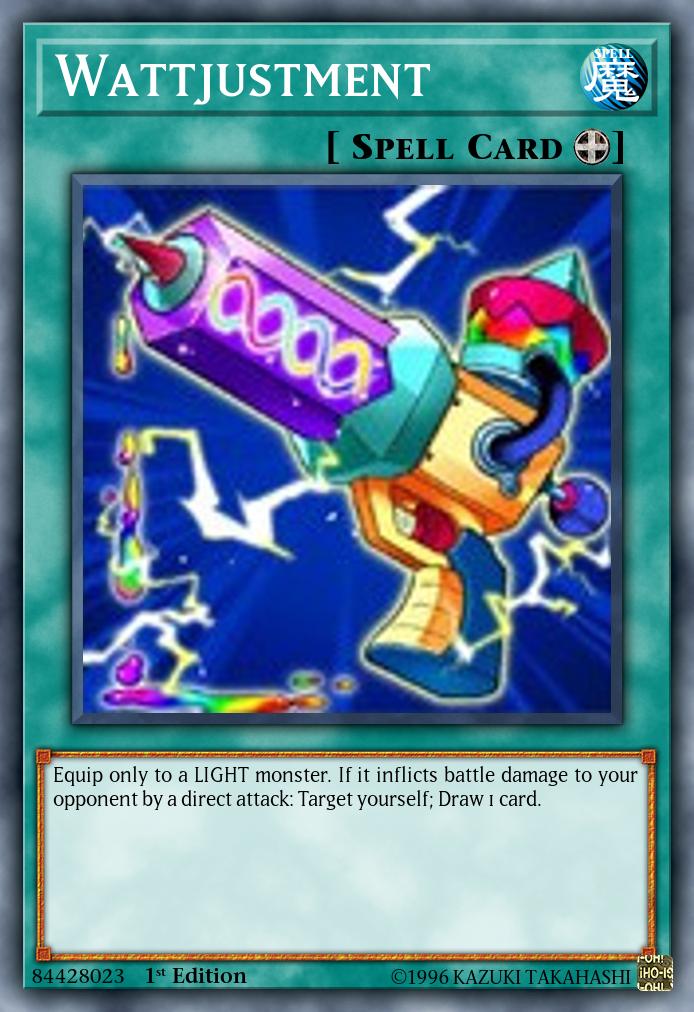 WATTJUSTMENT
SPELL
魔
[ SPELL CARD ]
Equip only to a LIGHT monster. If it inflicts battle damage to your
opponent by a direct attack: Target yourself; Draw 1 card.
84428023 1st Edition ©1996 KAZUKI TAKAHASHI